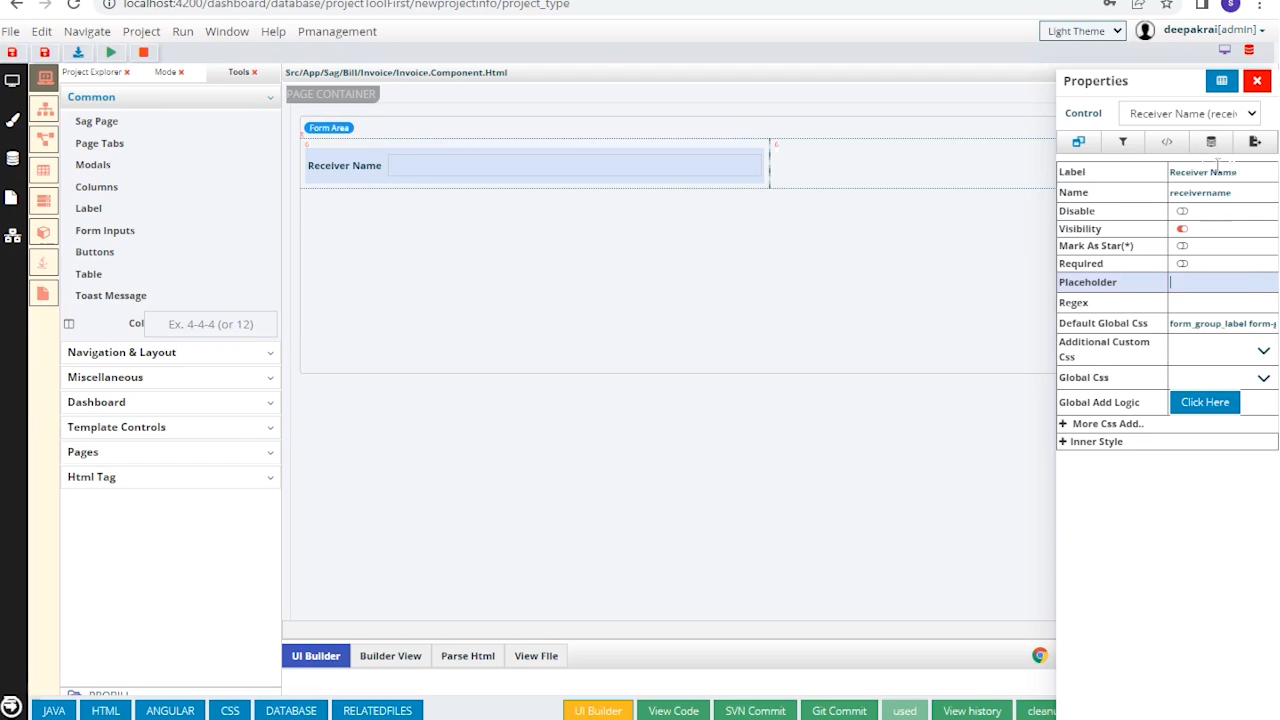 localhost:4200/dashboard/database/projectToolFirst/newprojectinfo/project_type
S
File Edit Navigate Project Run Window Help Pmanagement
Light Theme
deepakrai[admin]
Project Explorer × Mode × Tools ×
Src/App/Sag/Bill/Invoice/Invoice.Component.Html
Common
Sag Page
Page Tabs
Modals
Columns
Label
Form Inputs
Buttons
Table
Toast Message
Col Ex. 4-4-4 (or 12)
Navigation & Layout
Miscellaneous
Dashboard
Template Controls
Pages
Html Tag
PROBILL
PAGE CONTAINER
Form Area
6 6
Receiver Name
Properties
Control Receiver Name (recei
Label Receiver Name
Name receivername
Disable
Visibility
Mark As Star(*)
Required
Placeholder
Regex
Default Global Css form_group_label form-
Additional Custom
Css
Global Css
Global Add Logic Click Here
+ More Css Add..
+ Inner Style
UI Builder Builder View Parse Html View FIle
JAVA HTML ANGULAR CSS DATABASE RELATEDFILES UI Builder View Code SVN Commit Git Commit used View history cleanu